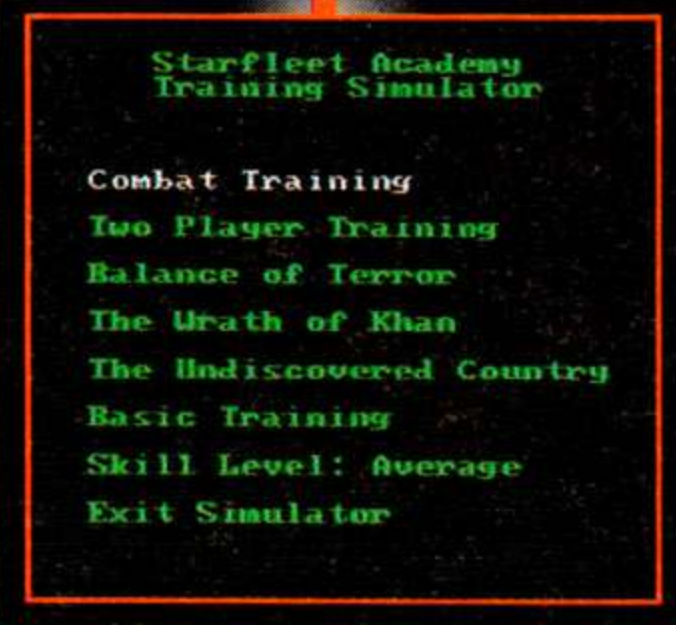 Starfleet Academy
Training Simulator
Combat Training
Two Player Training
Balance of Terror
The Wrath of Khan
The Undiscovered Country
Basic Training
Skill Level: Average
Exit Simulator